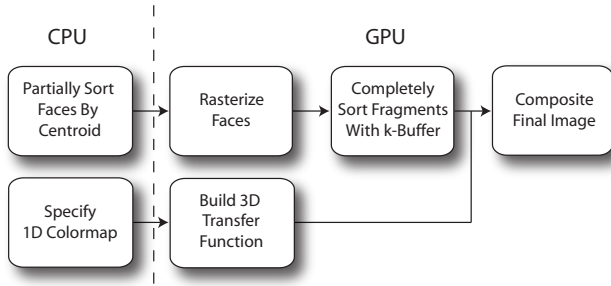 CPU
GPU
Partially Sort
Faces By
Centroid
Rasterize
Faces
Completely
Sort Fragments
With k-Buffer
Composite
Final Image
Specify
1D Colormap
Build 3D
Transfer
Function